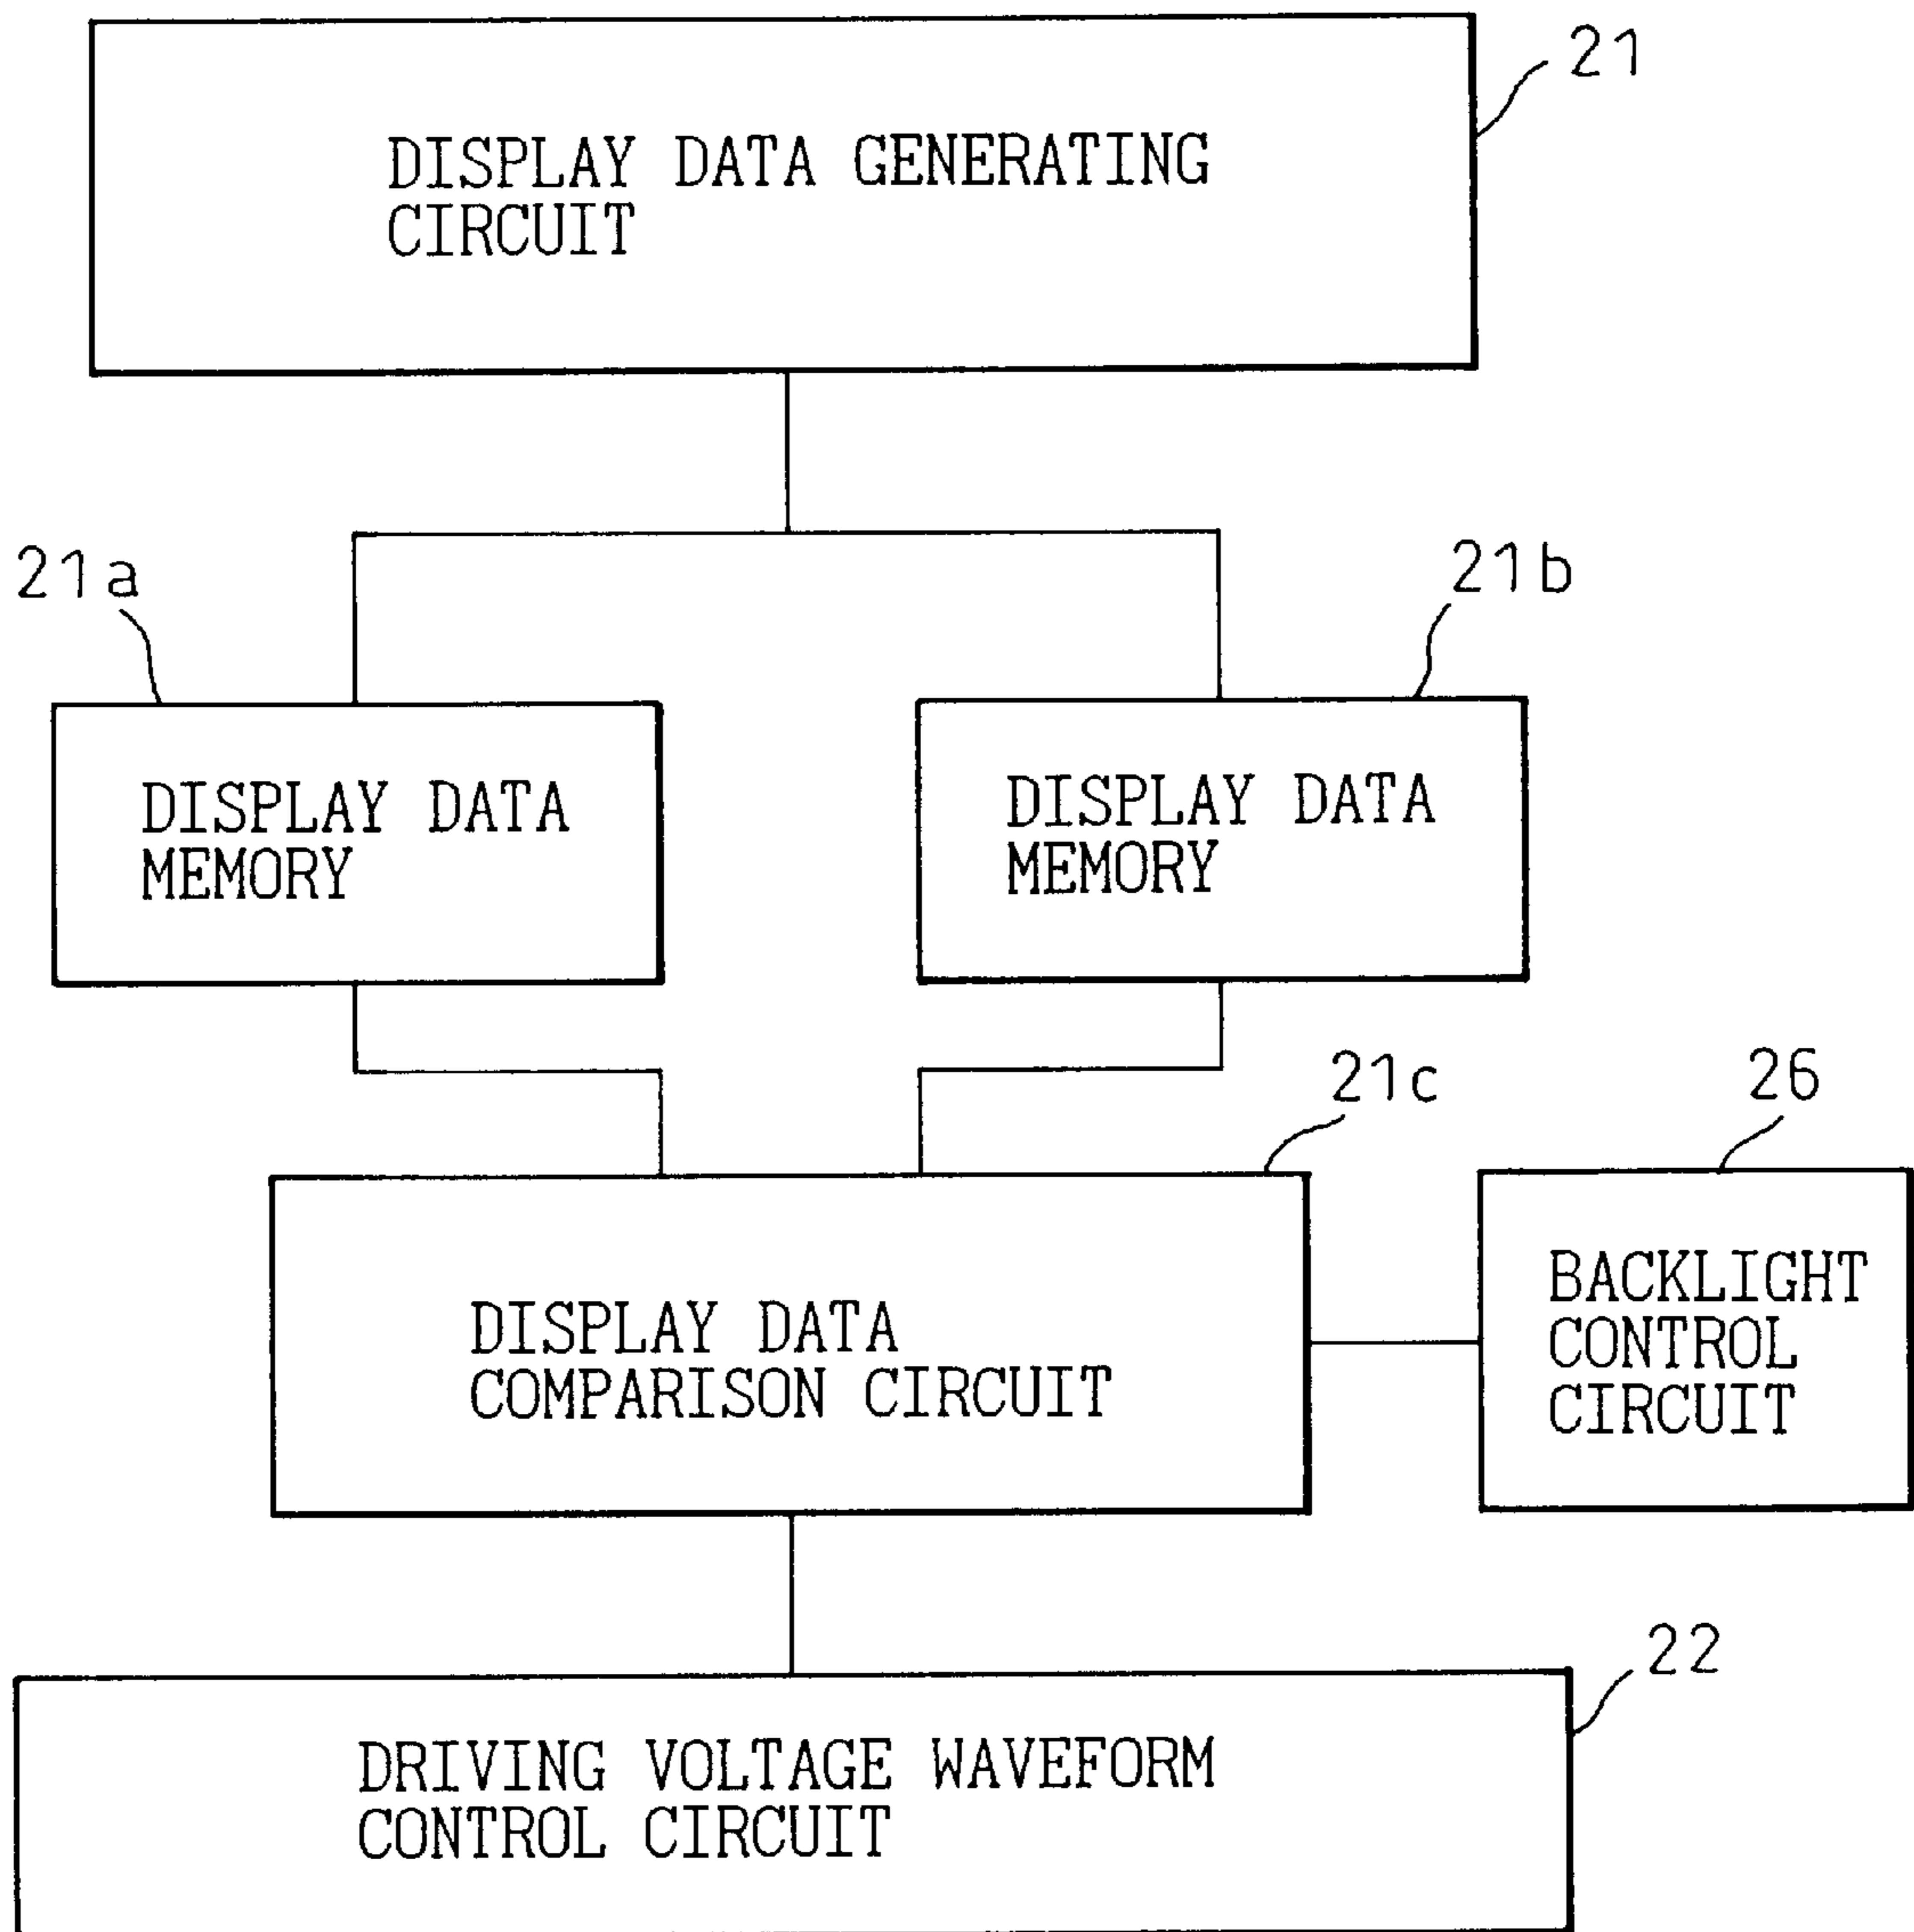 21
DISPLAY DATA GENERATING
CIRCUIT
21a
21b
DISPLAY DATA
MEMORY
DISPLAY DATA
MEMORY
21c
26
DISPLAY DATA
COMPARISON CIRCUIT
BACKLIGHT
CONTROL
CIRCUIT
22
DRIVING VOLTAGE WAVEFORM
CONTROL CIRCUIT